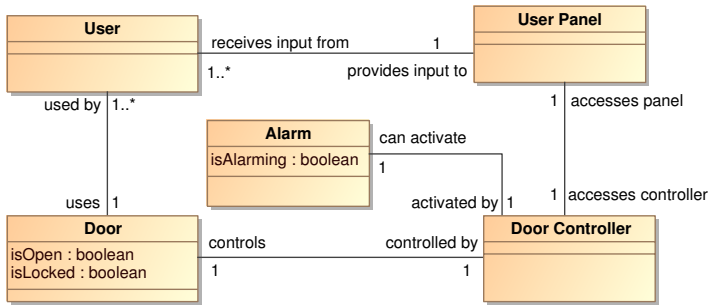 User
User Panel
receives input from
1
1..*
provides input to
used by
1..*
1
accesses panel
Alarm
isAlarming : boolean
can activate
1
activated by
1
1
accesses controller
uses
1
Door
isOpen : boolean
isLocked : boolean
controls
1
controlled by
1
Door Controller